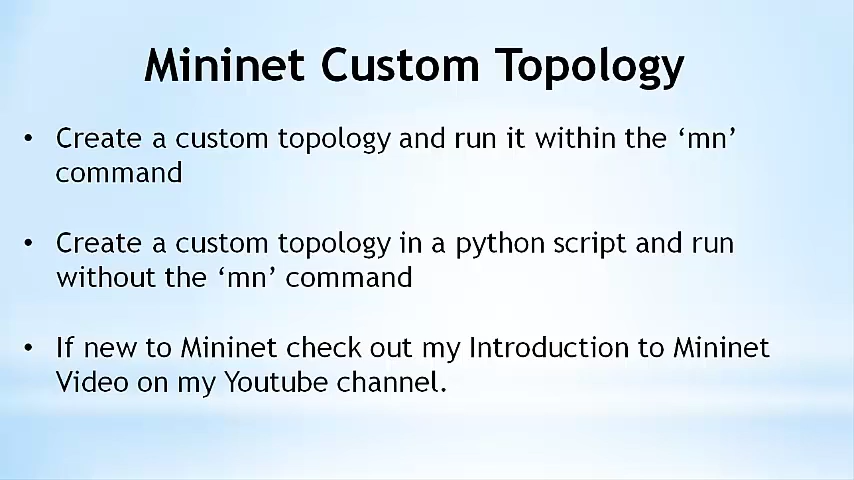 Mininet Custom Topology
• Create a custom topology and run it within the ‘mn’
command
• Create a custom topology in a python script and run
without the ‘mn’ command
• If new to Mininet check out my Introduction to Mininet
Video on my Youtube channel.